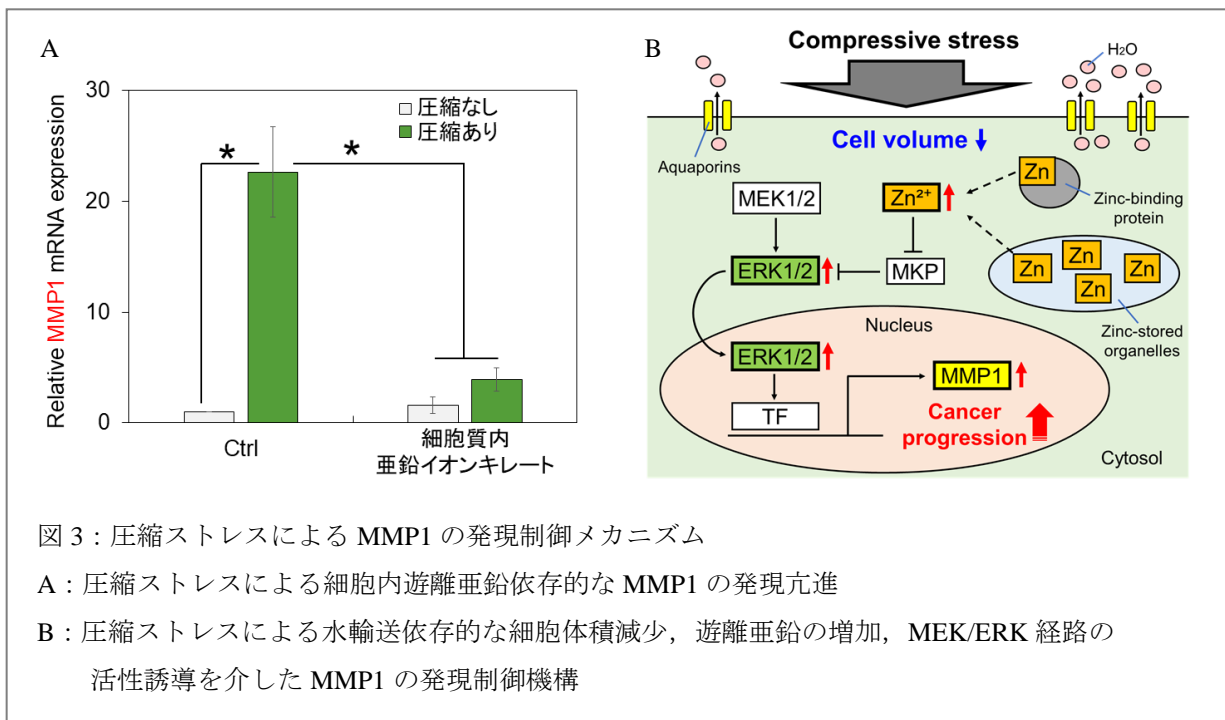 A
Relative MMP1 mRNA expression
30
20
10
0
圧縮なし
圧縮あり
*
*
Ctrl
細胞質内
亜鉛イオンキレート
B
Compressive stress
H₂O
Aquaporins
Cell volume ↓
Zn
Zinc-binding
protein
MEK1/2
Zn²⁺
ERK1/2
MKP
Zn
Zn
Zn
Zn
Zinc-stored
organelles
Nucleus
ERK1/2
MMP1
TF
Cancer
progression
Cytosol
図 3：圧縮ストレスによる MMP1 の発現制御メカニズム
A：圧縮ストレスによる細胞内遊離亜鉛依存的な MMP1 の発現亢進
B：圧縮ストレスによる水輸送依存的な細胞体積減少，遊離亜鉛の増加，MEK/ERK 経路の
活性誘導を介した MMP1 の発現制御機構